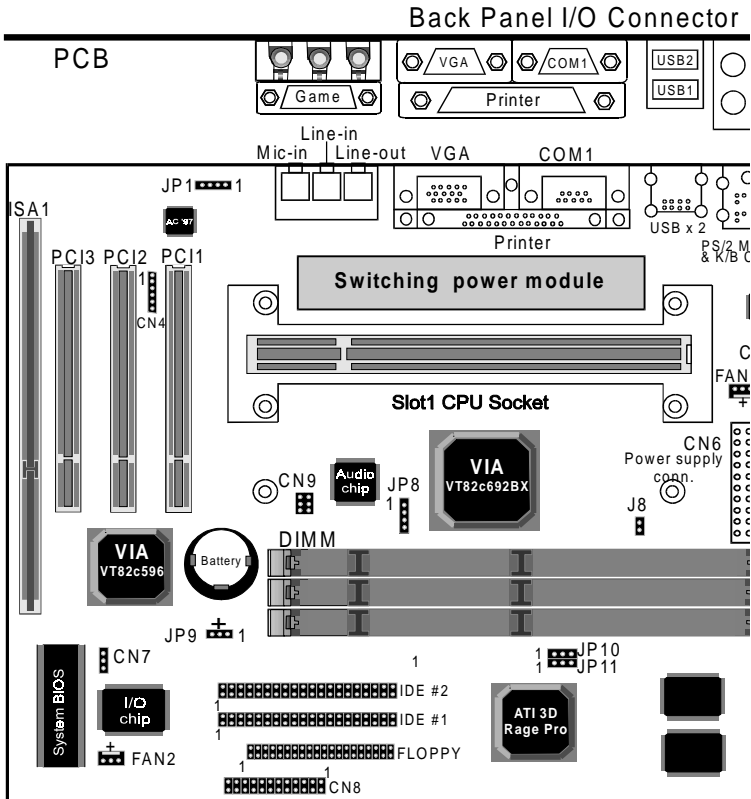 Back Panel I/O Connector
PCB
VGA
COM1
USB2
USB1
Game
Printer
Line-in
Mic-in
Line-out
VGA
COM1
JP1
1
ISA1
AC '97
USB x 2
Printer
PS/2 M
& K/B C
PCI3
PCI2
PCI1
1
CN4
Switching power module
C
FAN
+
Slot1 CPU Socket
CN6
Power supply
conn.
VIA
VT82c692BX
Audio
chip
CN9
JP8
1
J8
DIMM
VIA
VT82c596
Battery
+
JP9
1
CN7
1
1
JP10
1
JP11
System BIOS
I/O
chip
IDE #2
1
IDE #1
1
ATI 3D
Rage Pro
FLOPPY
+
FAN2
1
1
CN8